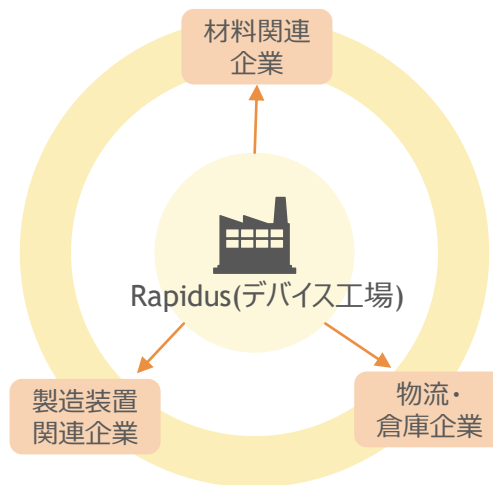 材料関連
企業
Rapidus(デバイス工場)
製造装置
関連企業
物流・
倉庫企業